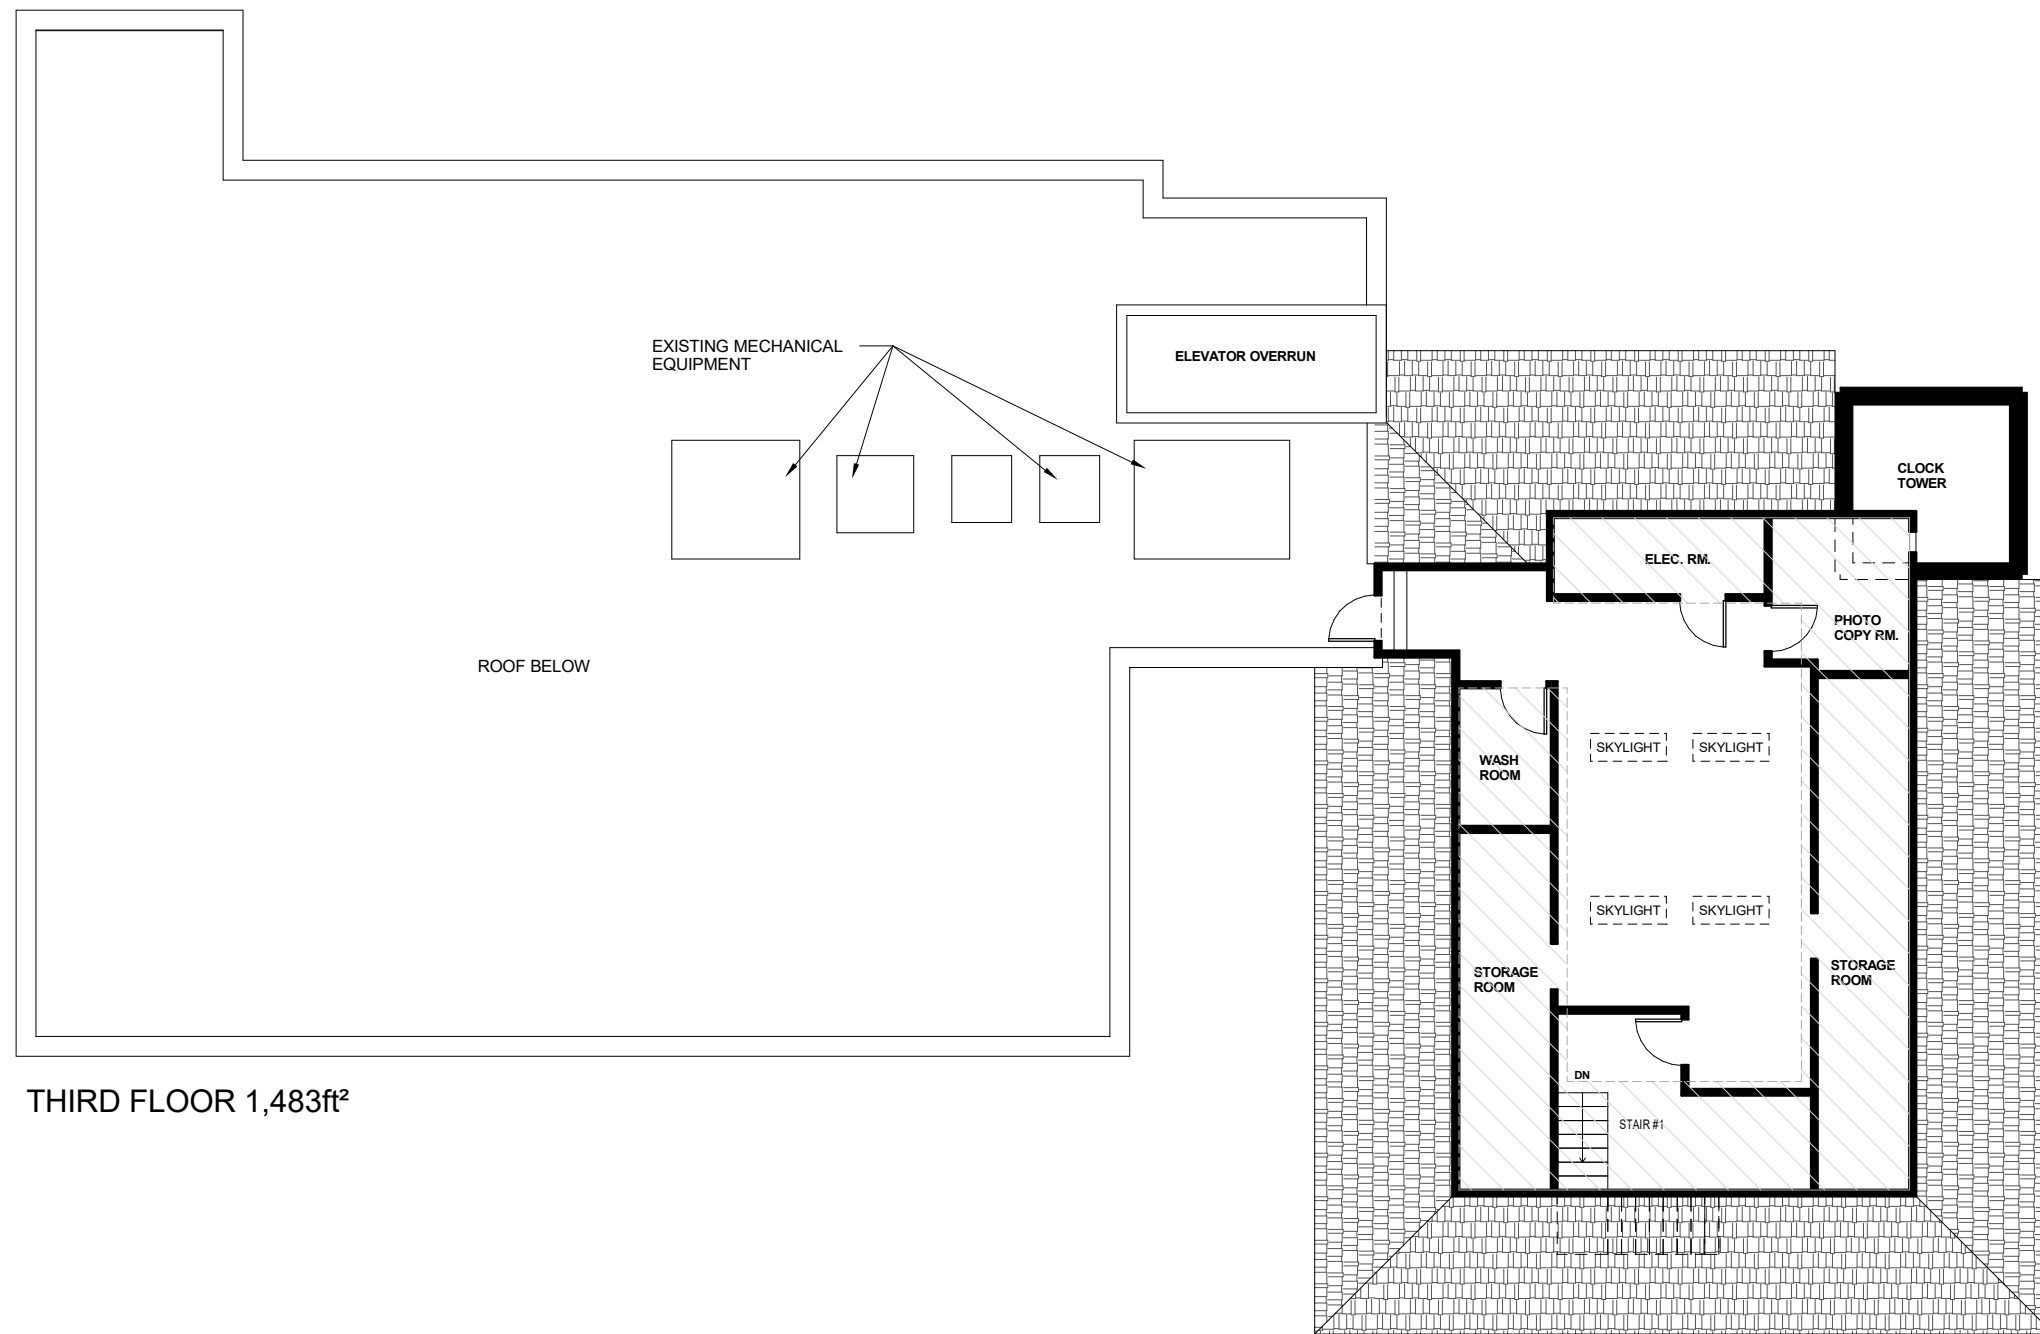 EXISTING MECHANICAL
EQUIPMENT
ELEVATOR OVERRUN
CLOCK
TOWER
ELEC. RM.
PHOTO
COPY RM.
ROOF BELOW
SKYLIGHT
SKYLIGHT
WASH
ROOM
SKYLIGHT
SKYLIGHT
STORAGE
ROOM
STORAGE
ROOM
DN
STAIR #1
THIRD FLOOR 1,483ft²